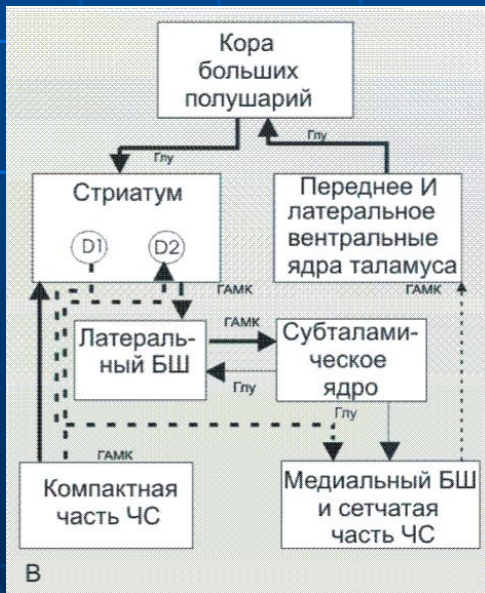 Кора
больших
полушарий
Глу
Глу
Стриатум
D1
D2
Переднее И
латеральное
вентральные
ядра таламуса
ГАМК
ГАМК
Латераль-
ный БШ
ГАМК
Глу
Субталами-
ческое
ядро
Глу
ГАМК
Компактная
часть ЧС
Медиальный БШ
и сетчатая
часть ЧС
В